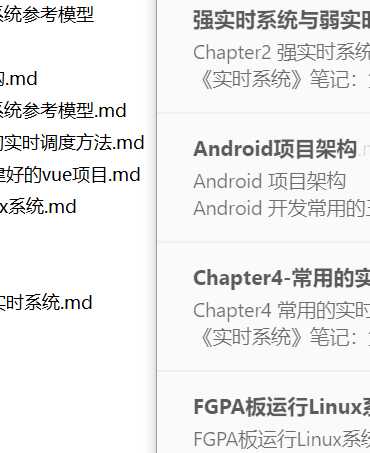 系统参考模型
构.md
系统参考模型.md
的实时调度方法.md
建好的vue项目.md
x系统.md
实时系统.md
强实时系统与弱实时
Chapter2 强实时系统
《实时系统》笔记：
Android项目架构.m
Android 项目架构
Android 开发常用的
Chapter4-常用的实
Chapter4 常用的实时
《实时系统》笔记：
FGPA板运行Linux系
FGPA板运行Linux系统